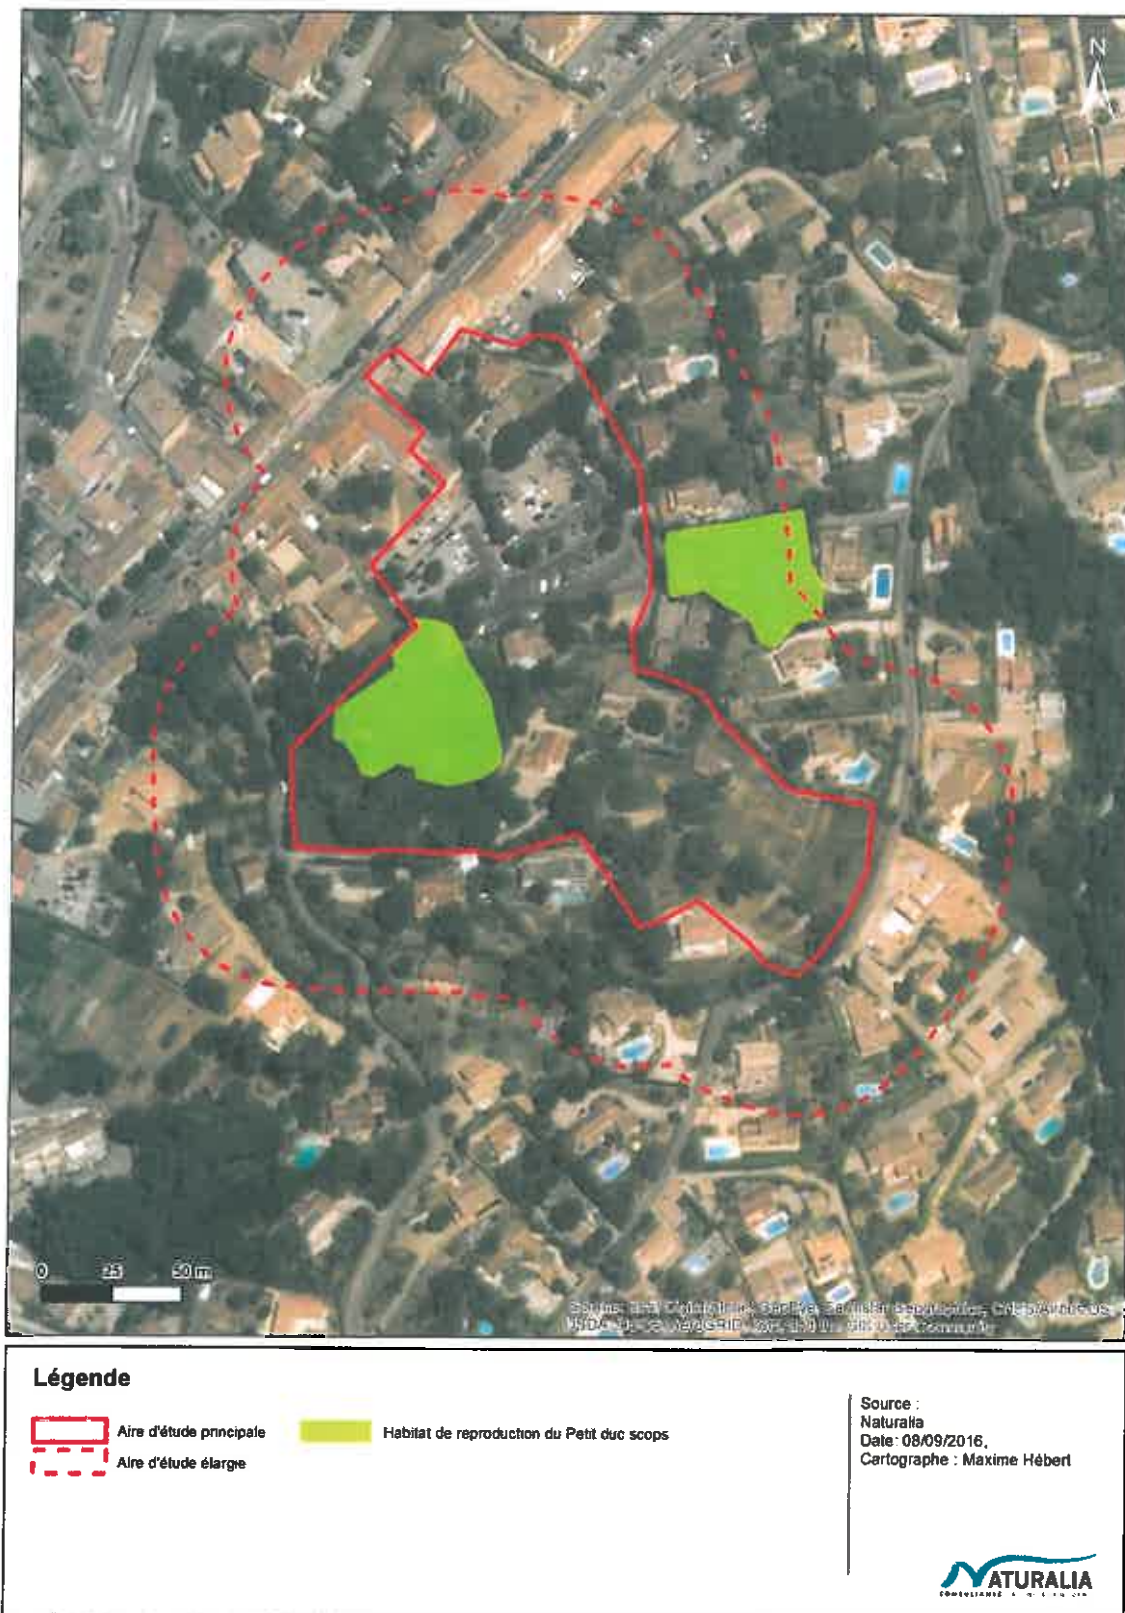 N
0 25 50 m
Légende
Aire d'étude principale
Habitat de reproduction du Petit duc scops
Aire d'étude élargie
Source :
Naturalia
Date: 08/09/2016,
Cartographe : Maxime Hébert
NATURALIA